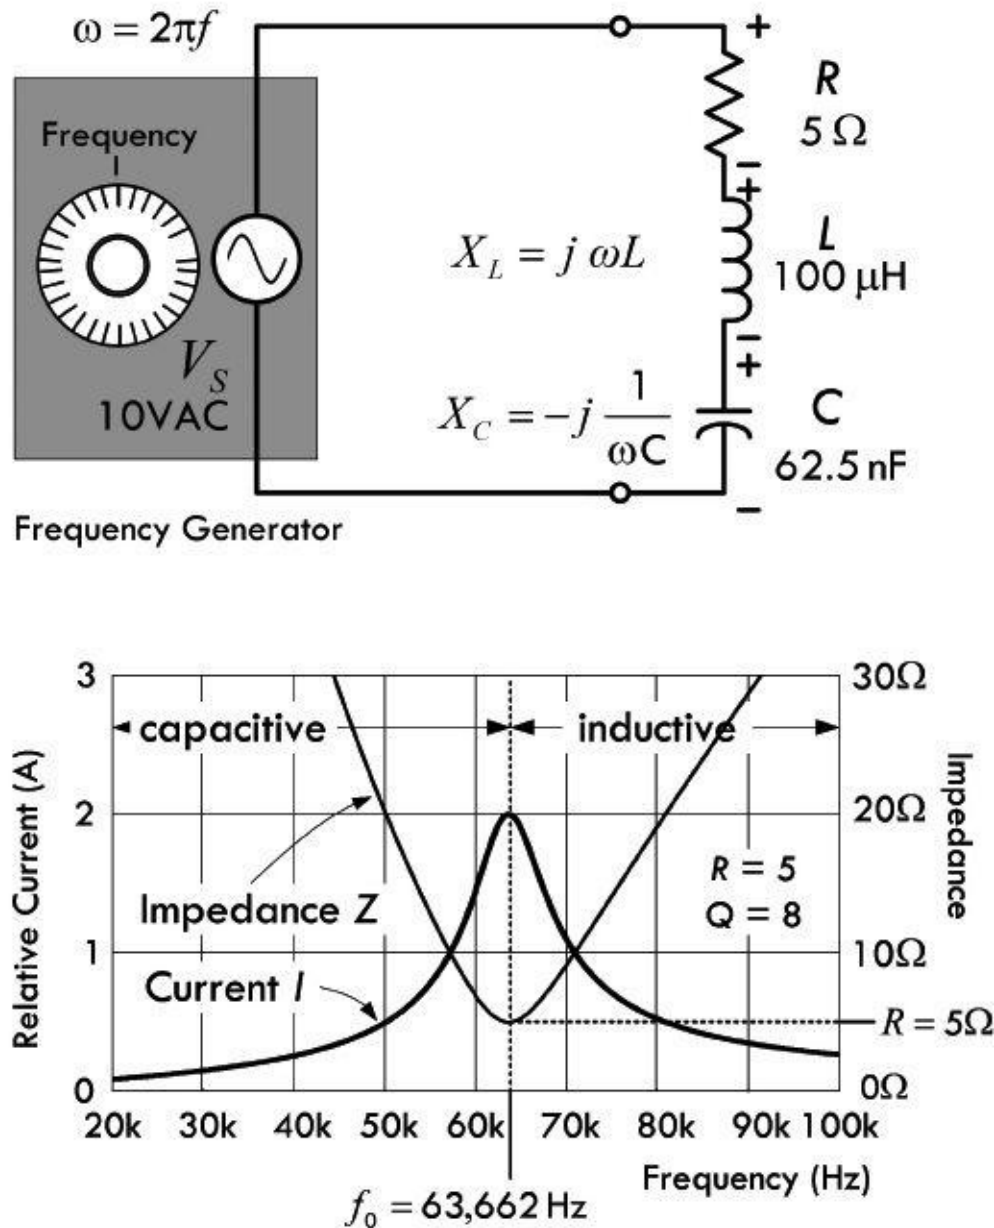 ω = 2πf
Frequency
V_S
10VAC
Frequency Generator
X_L = j ωL
X_C = −j 1/ωC
+
R
5 Ω
−
+
L
100 μH
−
+
C
62.5 nF
−
3
2
1
0
Relative Current (A)
capacitive
inductive
Impedance Z
Current I
R = 5
Q = 8
30Ω
20Ω
10Ω
R = 5Ω
0Ω
Impedance
20k 30k 40k 50k 60k 70k 80k 90k 100k
Frequency (Hz)
f_0 = 63,662 Hz